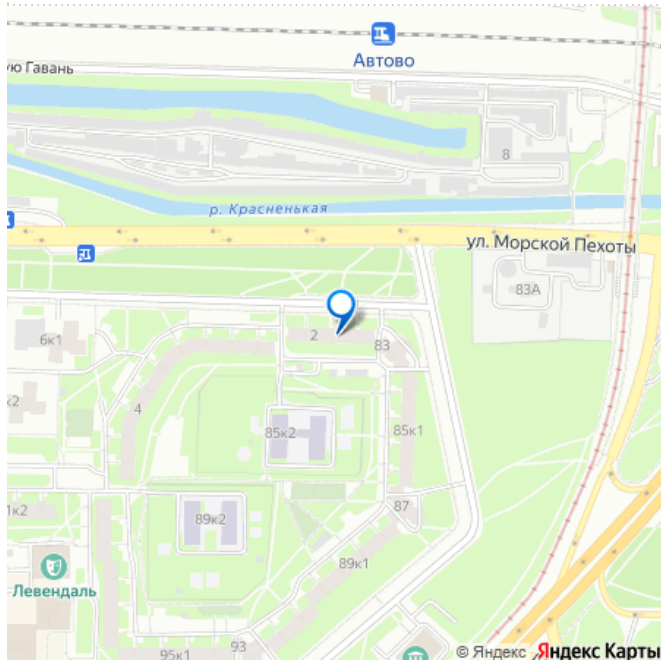 Автово
ую Гавань
8
р. Красненькая
ул. Морской Пехоты
83А
2
83
6к1
к2
4
85к2
85к1
87
1к2
89к2
Левендаль
89к1
93
95к1
© Яндекс Яндекс Карты